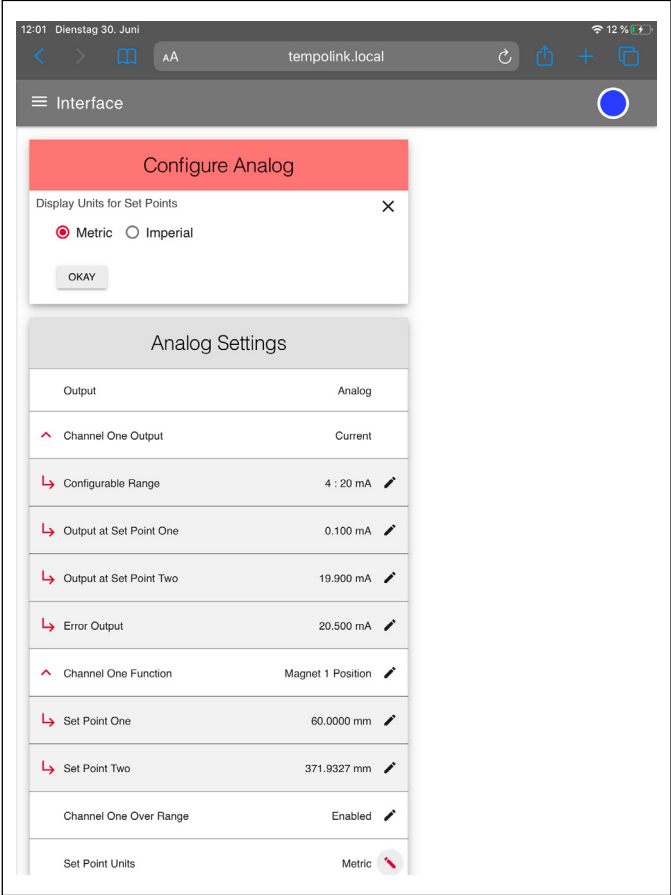 12:01 Dienstag 30. Juni 12 %
AA tempolink.local
Interface
Configure Analog
Display Units for Set Points
Metric Imperial
OKAY
Analog Settings
Output Analog
Channel One Output Current
Configurable Range 4 : 20 mA
Output at Set Point One 0.100 mA
Output at Set Point Two 19.900 mA
Error Output 20.500 mA
Channel One Function Magnet 1 Position
Set Point One 60.0000 mm
Set Point Two 371.9327 mm
Channel One Over Range Enabled
Set Point Units Metric